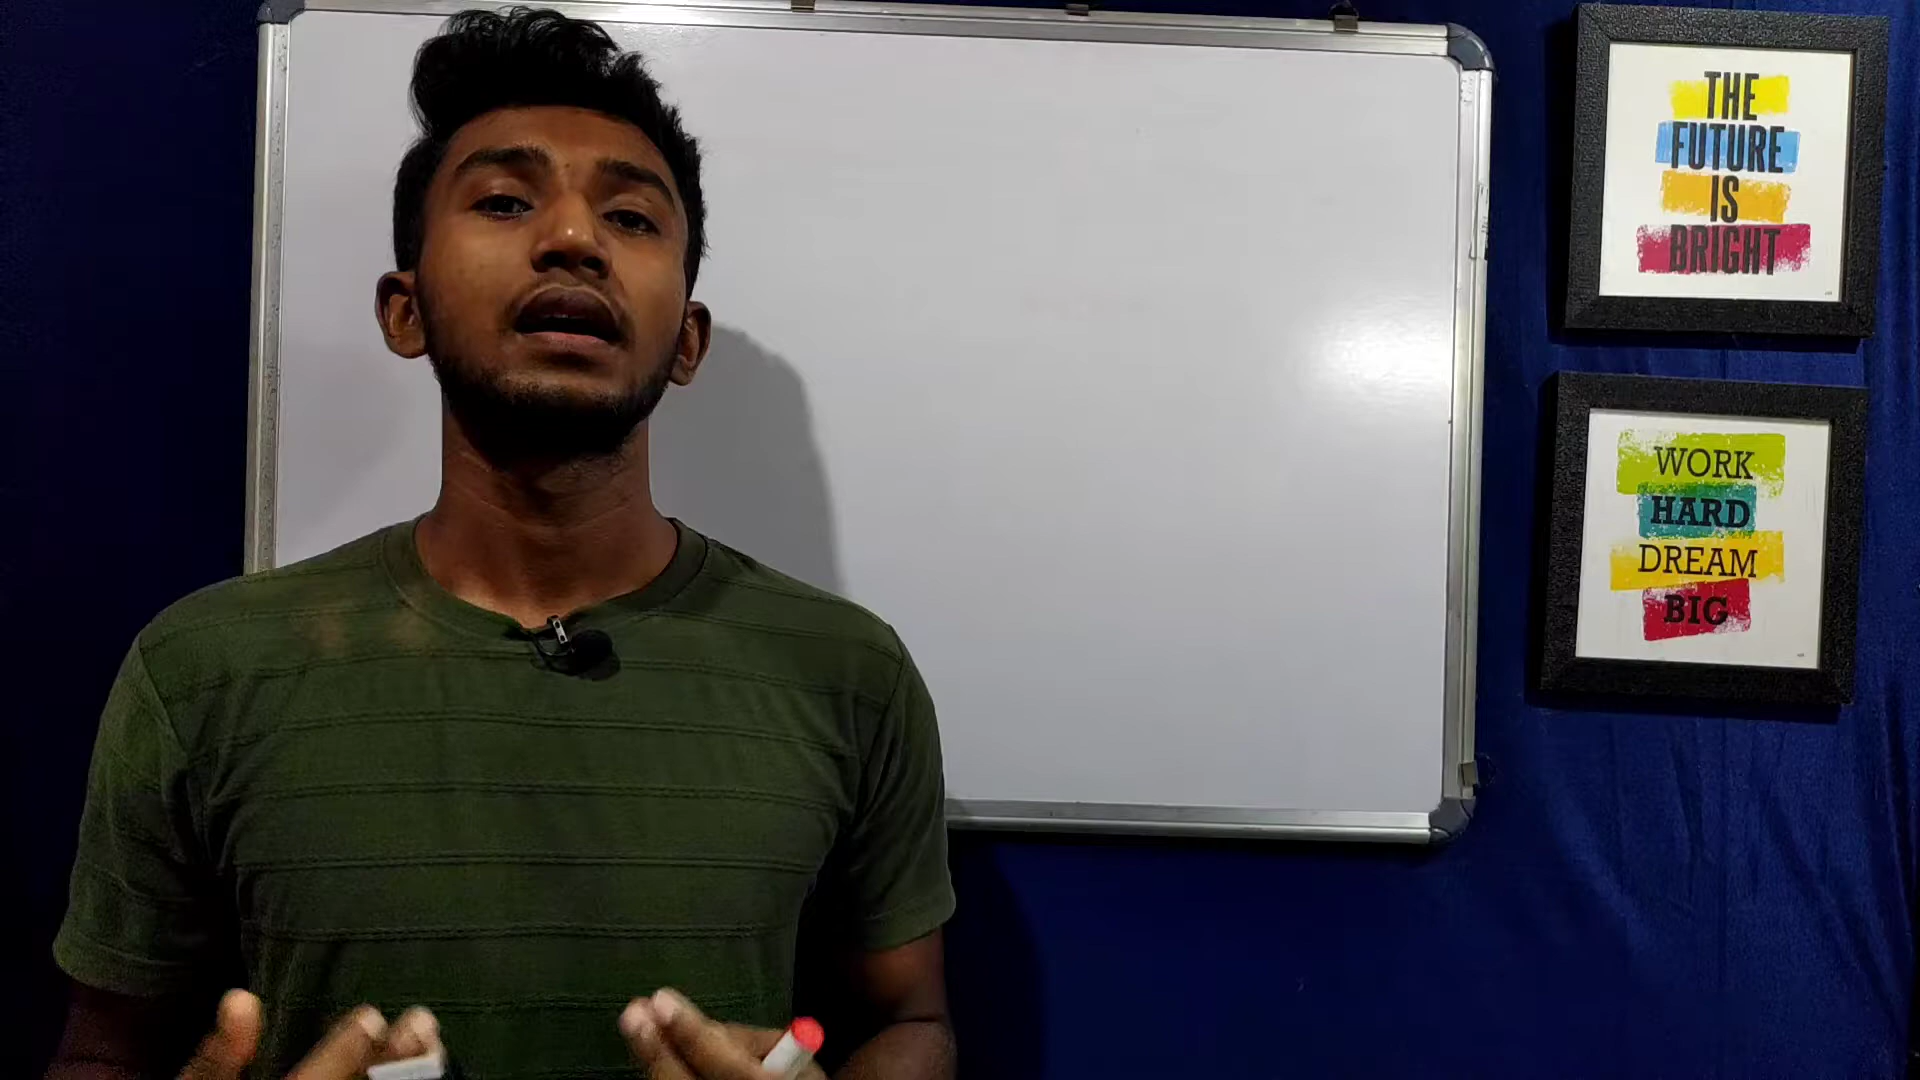 THE
FUTURE
IS
BRIGHT
WORK
HARD
DREAM
BIG